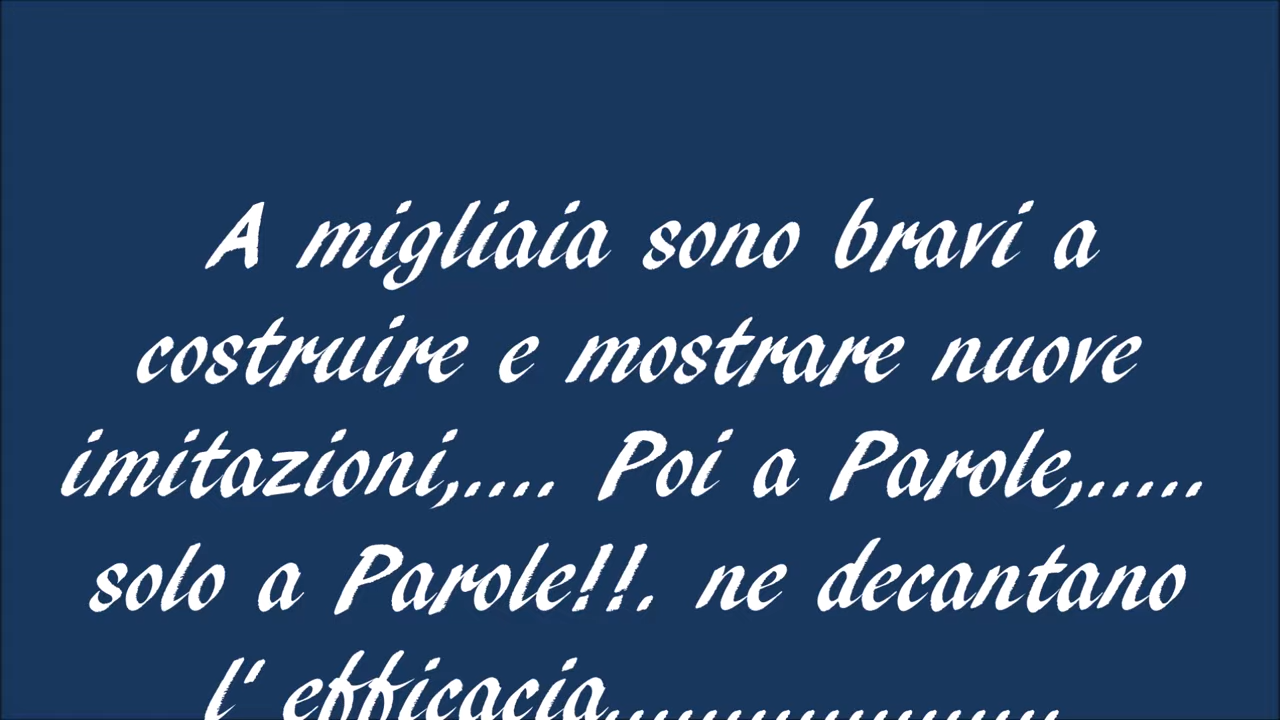 A migliaia sono bravi a
costruire e mostrare nuove
imitazioni,.... Poi a Parole,.....
solo a Parole!!. ne decantano
l' efficacia...................